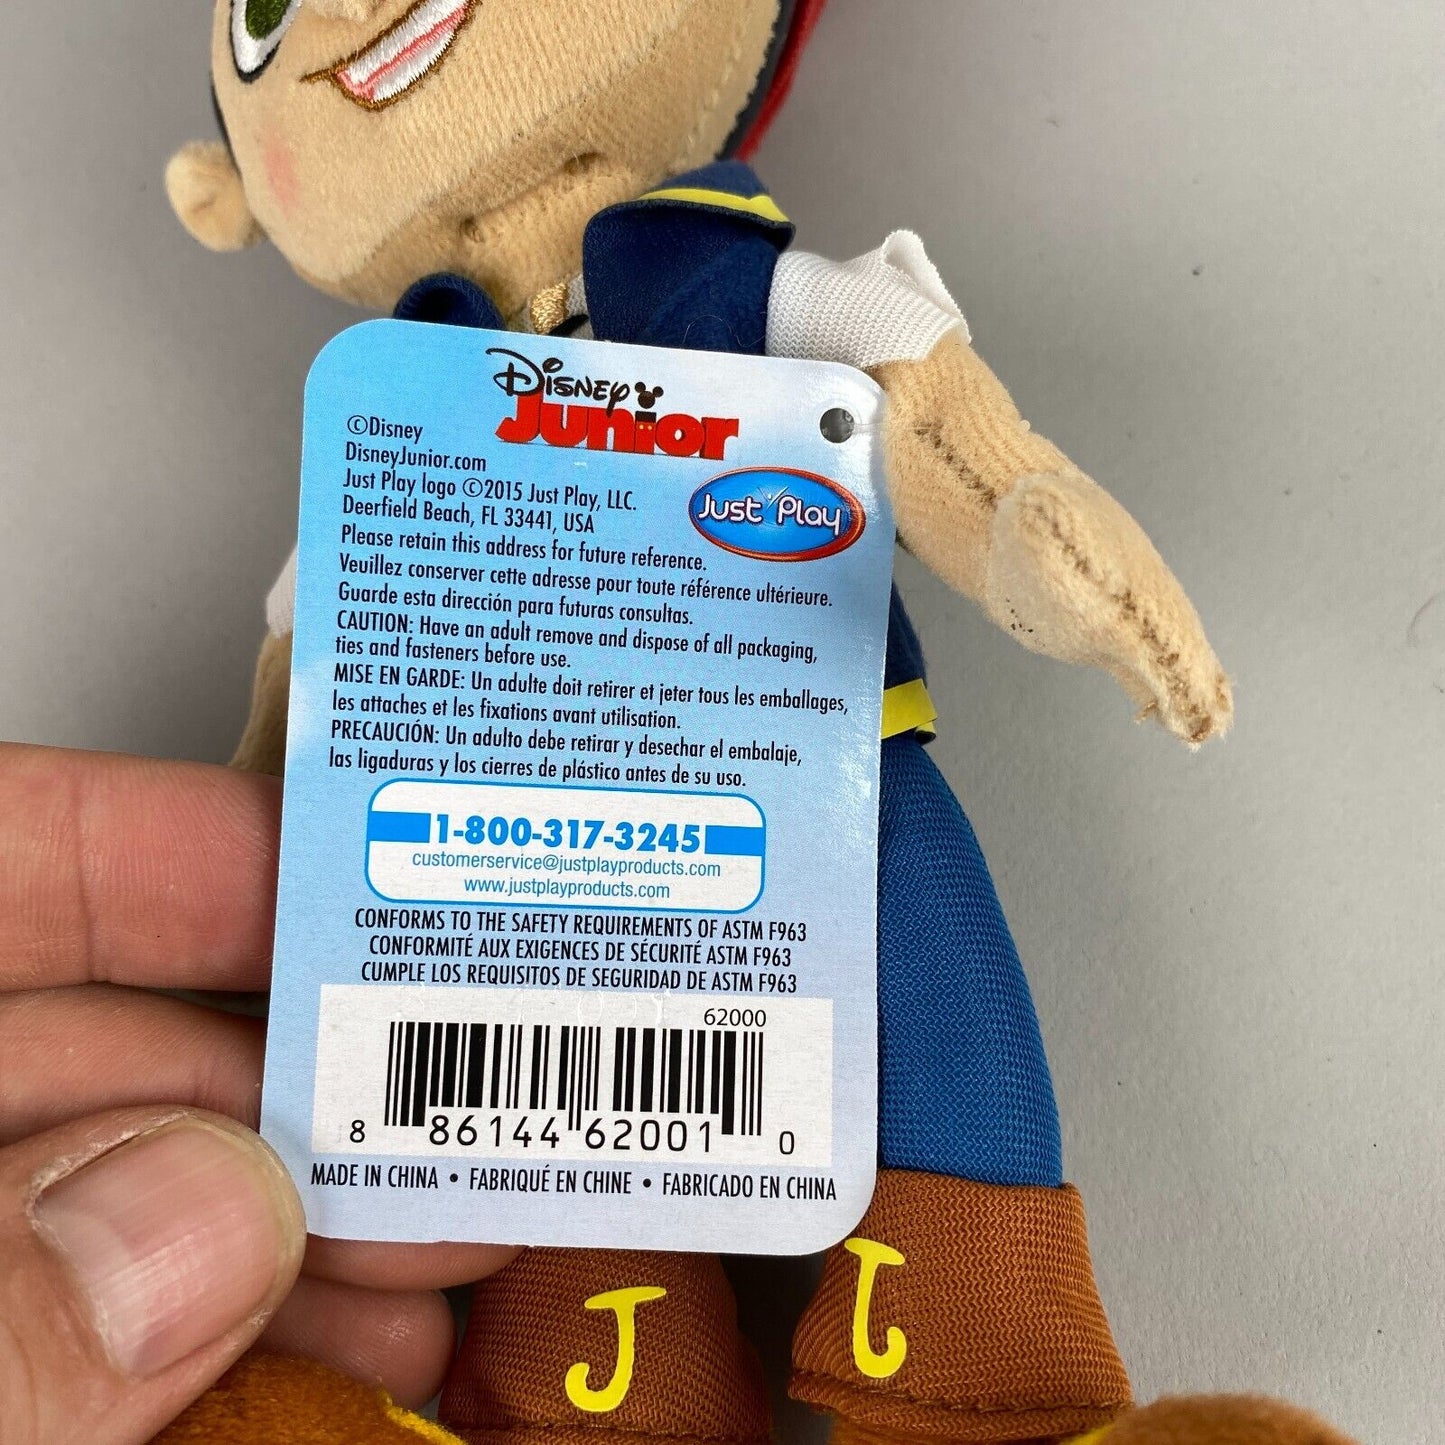 Disney
Junior
©Disney
DisneyJunior.com
Just Play logo ©2015 Just Play, LLC.
Deerfield Beach, FL 33441, USA
Just Play
Please retain this address for future reference.
Veuillez conserver cette adresse pour toute référence ultérieure.
Guarde esta dirección para futuras consultas.
CAUTION: Have an adult remove and dispose of all packaging,
ties and fasteners before use.
MISE EN GARDE: Un adulte doit retirer et jeter tous les emballages,
les attaches et les fixations avant utilisation.
PRECAUCIÓN: Un adulto debe retirar y desechar el embalaje,
las ligaduras y los cierres de plástico antes de su uso.
1-800-317-3245
customerservice@justplayproducts.com
www.justplayproducts.com
CONFORMS TO THE SAFETY REQUIREMENTS OF ASTM F963
CONFORMITÉ AUX EXIGENCES DE SÉCURITÉ ASTM F963
CUMPLE LOS REQUISITOS DE SEGURIDAD DE ASTM F963
62000
8 86144 62001 0
MADE IN CHINA • FABRIQUÉ EN CHINE • FABRICADO EN CHINA
J J